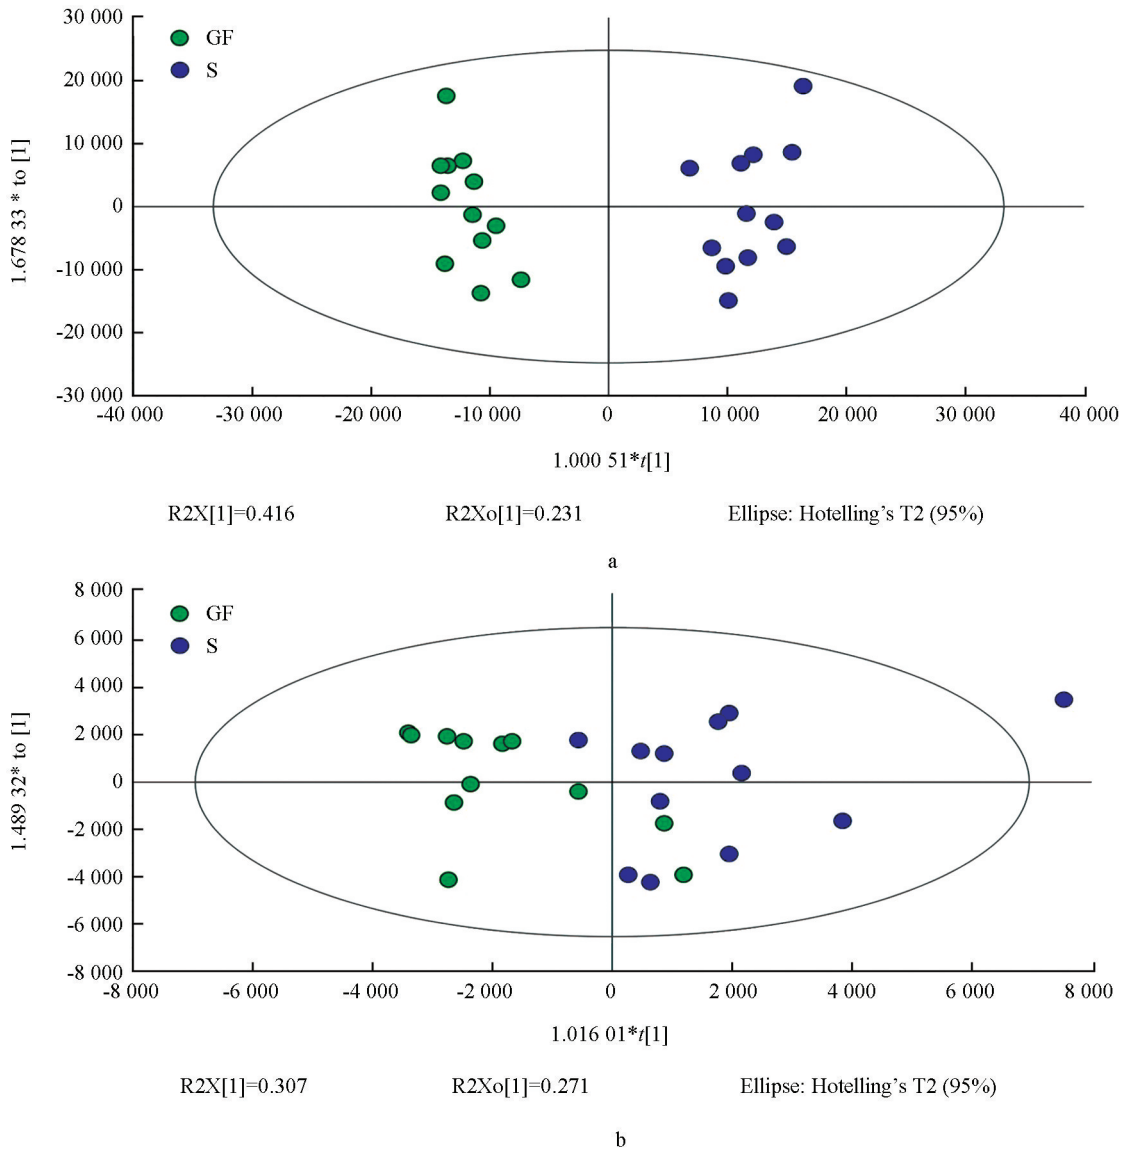 30 000
GF
S
20 000
10 000
0
-10 000
-20 000
-30 000
1.678 33 * to [1]
-40 000 -30 000 -20 000 -10 000 0 10 000 20 000 30 000 40 000
1.000 51*t[1]
R2X[1]=0.416 R2Xo[1]=0.231 Ellipse: Hotelling’s T2 (95%)
a
8 000
GF
6 000
S
4 000
2 000
0
-2 000
-4 000
-6 000
-8 000
1.489 32* to [1]
-8 000 -6 000 -4 000 -2 000 0 2 000 4 000 6 000 8 000
1.016 01*t[1]
R2X[1]=0.307 R2Xo[1]=0.271 Ellipse: Hotelling’s T2 (95%)
b